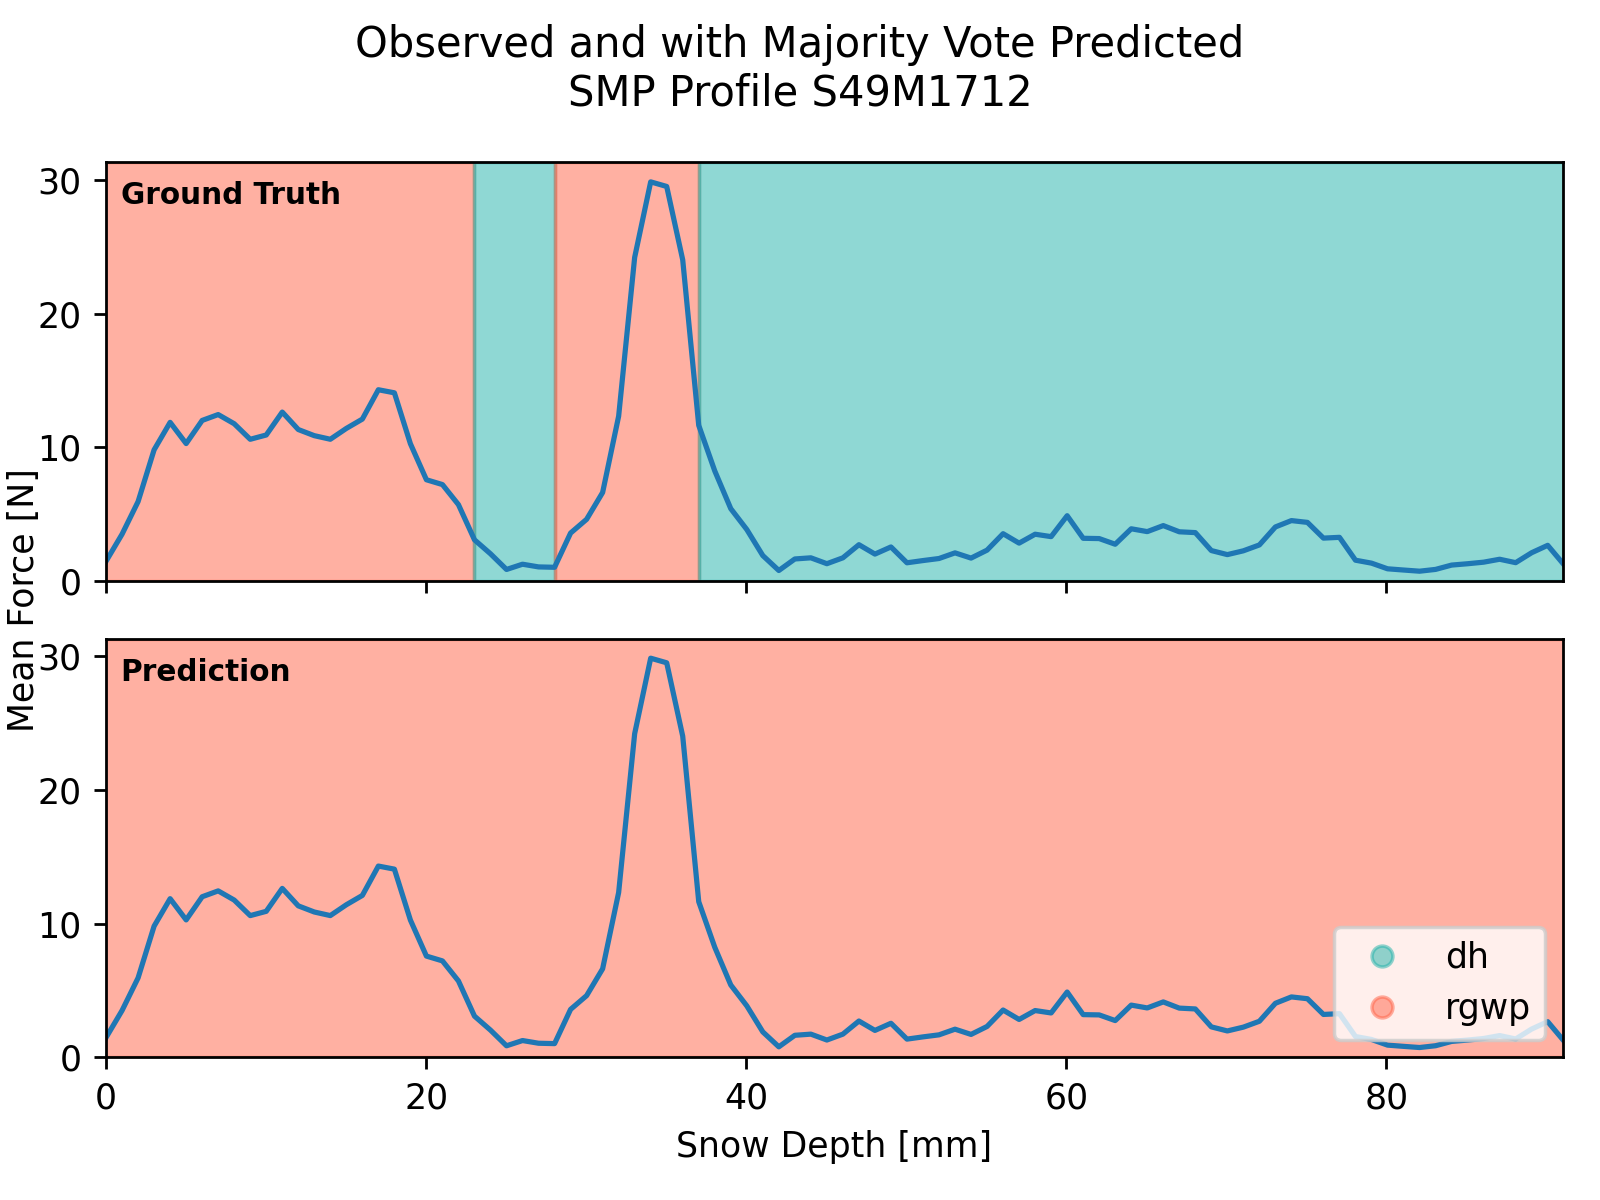 Observed and with Majority Vote Predicted
SMP Profile S49M1712
Mean Force [N]
30
20
10
0
Ground Truth
30
20
10
0
Prediction
dh
rgwp
0
20
40
60
80
Snow Depth [mm]